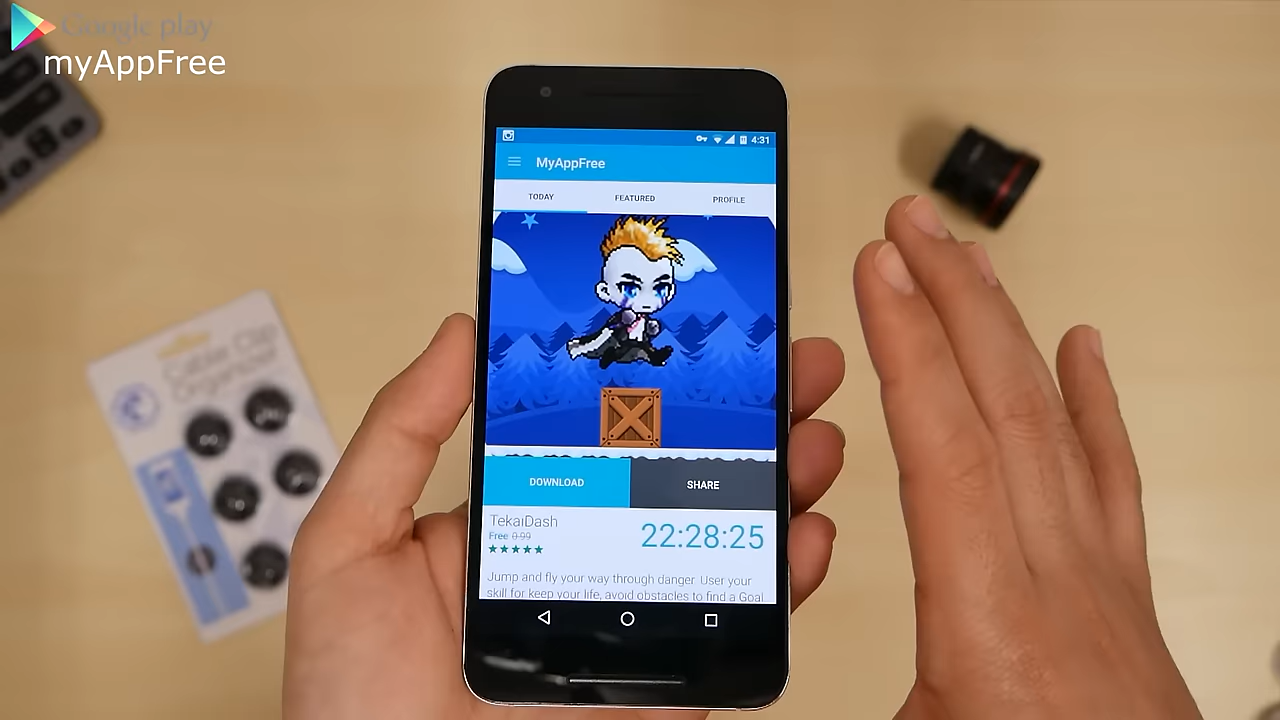 Google play
myAppFree
4:31
MyAppFree
TODAY
FEATURED
PROFILE
DOWNLOAD
SHARE
TekaiDash
Free 0.99
22:28:25
Jump and fly your way through danger User your
skill for keep your life, avoid obstacles to find a Goal
Cable Clip
Organizer